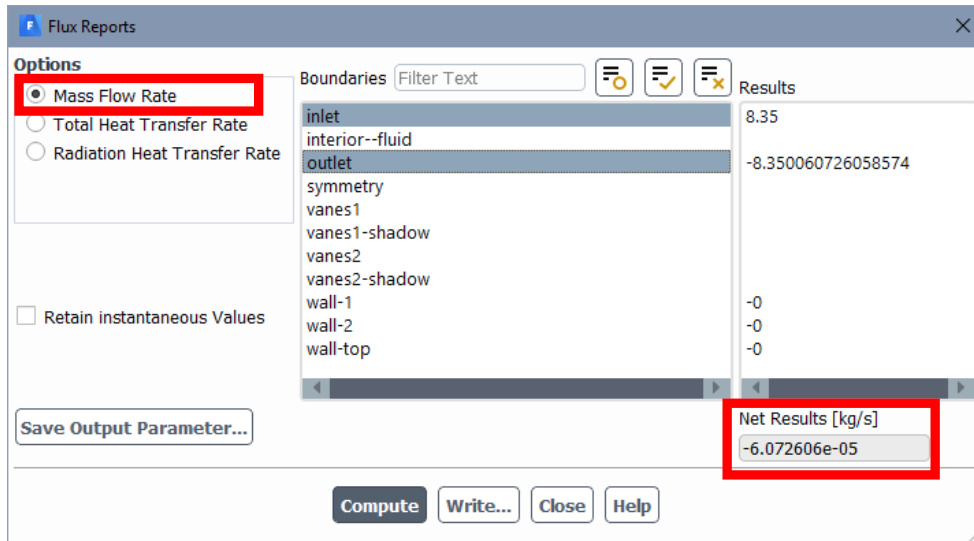 Flux Reports
Options
Mass Flow Rate
Total Heat Transfer Rate
Radiation Heat Transfer Rate
Retain instantaneous Values
Save Output Parameter...
Boundaries Filter Text
inlet
interior--fluid
outlet
symmetry
vanes1
vanes1-shadow
vanes2
vanes2-shadow
wall-1
wall-2
wall-top
Results
8.35
-8.350060726058574
-0
-0
-0
Net Results [kg/s]
-6.072606e-05
Compute Write... Close Help